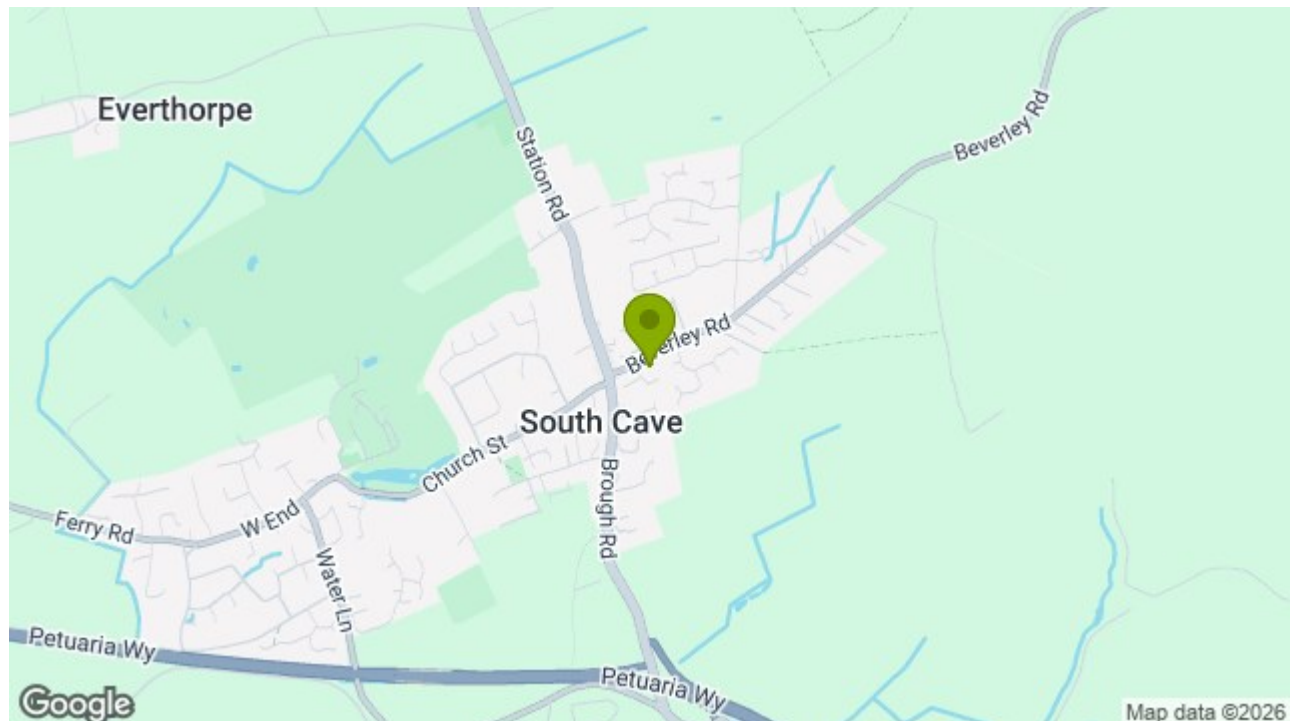 Everthorpe
Station Rd
Beverley Rd
Beverley Rd
South Cave
Church St
Brough Rd
W End
Ferry Rd
Water Ln
Petuaria Wy
Petuaria Wy
Google
Map data ©2026